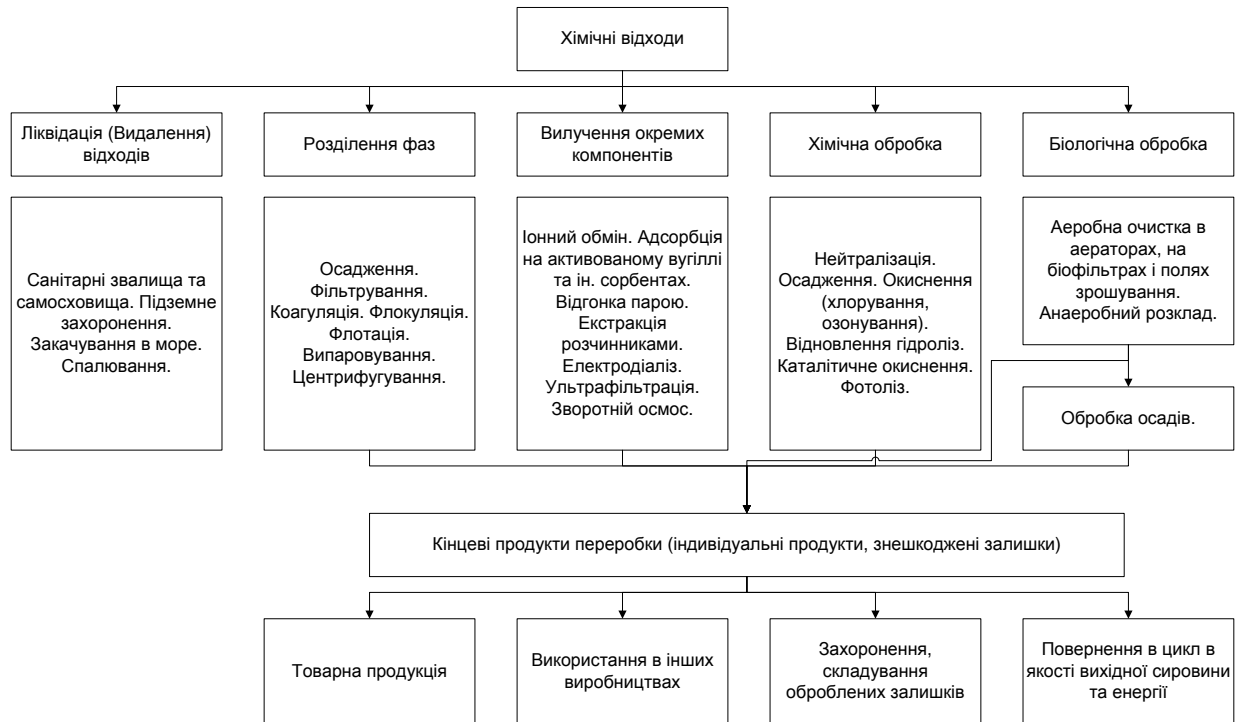 Хімічні відходи
Ліквідація (Видалення)
відходів
Розділення фаз
Вилучення окремих
компонентів
Хімічна обробка
Біологічна обробка
Санітарні звалища та
самосховища. Підземне
захоронення.
Закачування в море.
Спалювання.
Осадження.
Фільтрування.
Коагуляція. Флокуляція.
Флотація.
Випаровування.
Центрифугування.
Іонний обмін. Адсорбція
на активованому вугіллі
та ін. сорбентах.
Відгонка парою.
Екстракція
розчинниками.
Електродіаліз.
Ультрафільтрація.
Зворотній осмос.
Нейтралізація.
Осадження. Окиснення
(хлорування,
озонування).
Відновлення гідроліз.
Каталітичне окиснення.
Фотоліз.
Аеробна очистка в
аераторах, на
біофільтрах і полях
зрошування.
Анаеробний розклад.
Обробка осадів.
Кінцеві продукти переробки (індивідуальні продукти, знешкоджені залишки)
Товарна продукція
Використання в інших
виробництвах
Захоронення,
складування
оброблених залишків
Повернення в цикл в
якості вихідної сировини
та енергії